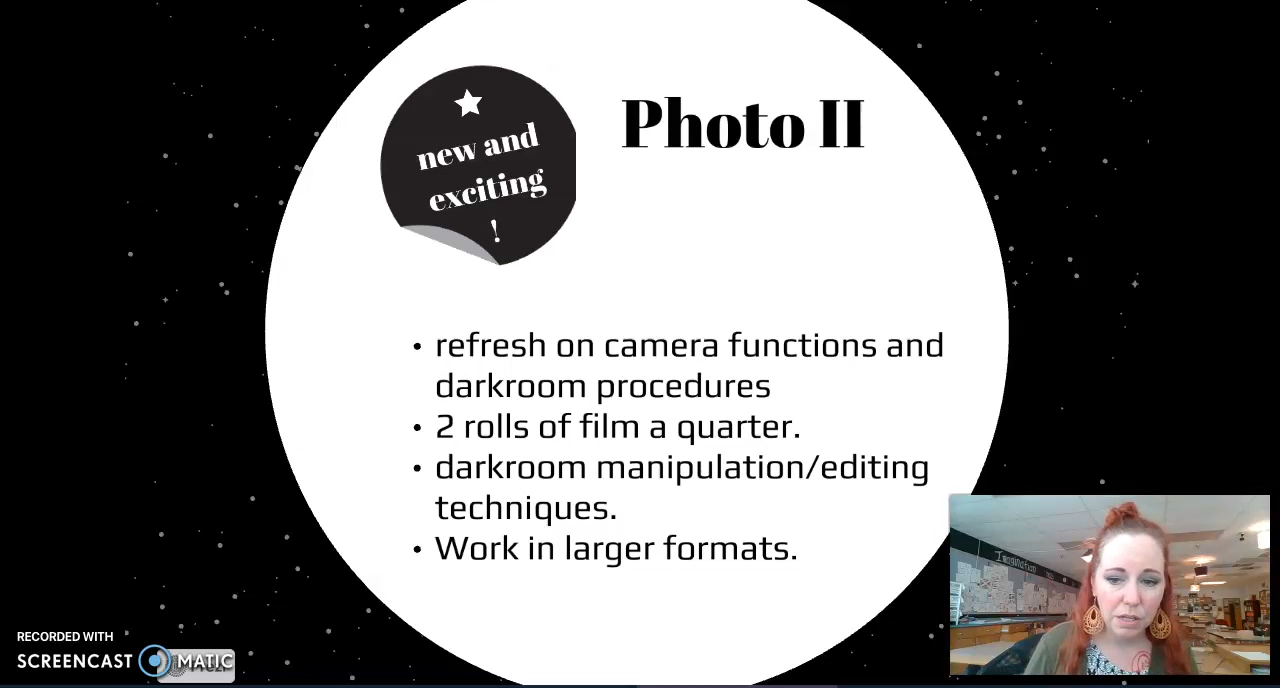 new and
exciting
!
Photo II
• refresh on camera functions and
darkroom procedures
• 2 rolls of film a quarter.
• darkroom manipulation/editing
techniques.
• Work in larger formats.
Imagination
RECORDED WITH
SCREENCAST MATIC